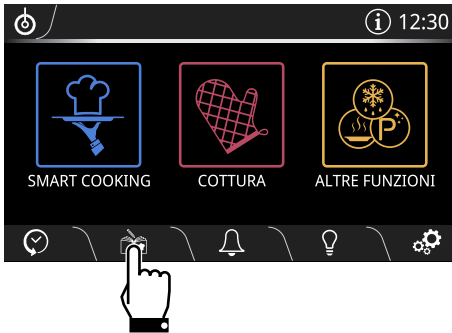 12:30
SMART COOKING
COTTURA
ALTRE FUNZIONI
P